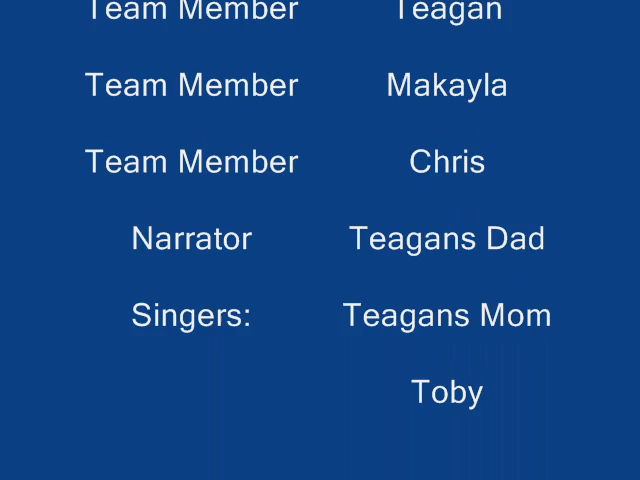 Team Member Teagan
Team Member Makayla
Team Member Chris
Narrator Teagans Dad
Singers: Teagans Mom
Toby